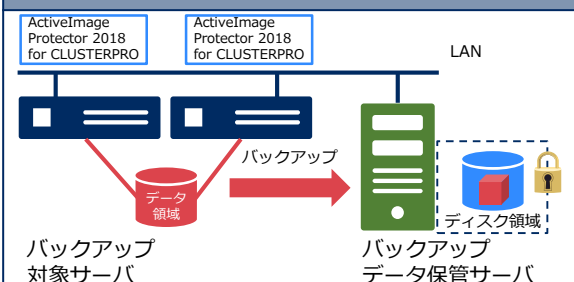 ActiveImage
Protector 2018
for CLUSTERPRO
ActiveImage
Protector 2018
for CLUSTERPRO
LAN
バックアップ
データ
領域
ディスク領域
バックアップ
対象サーバ
バックアップ
データ保管サーバ